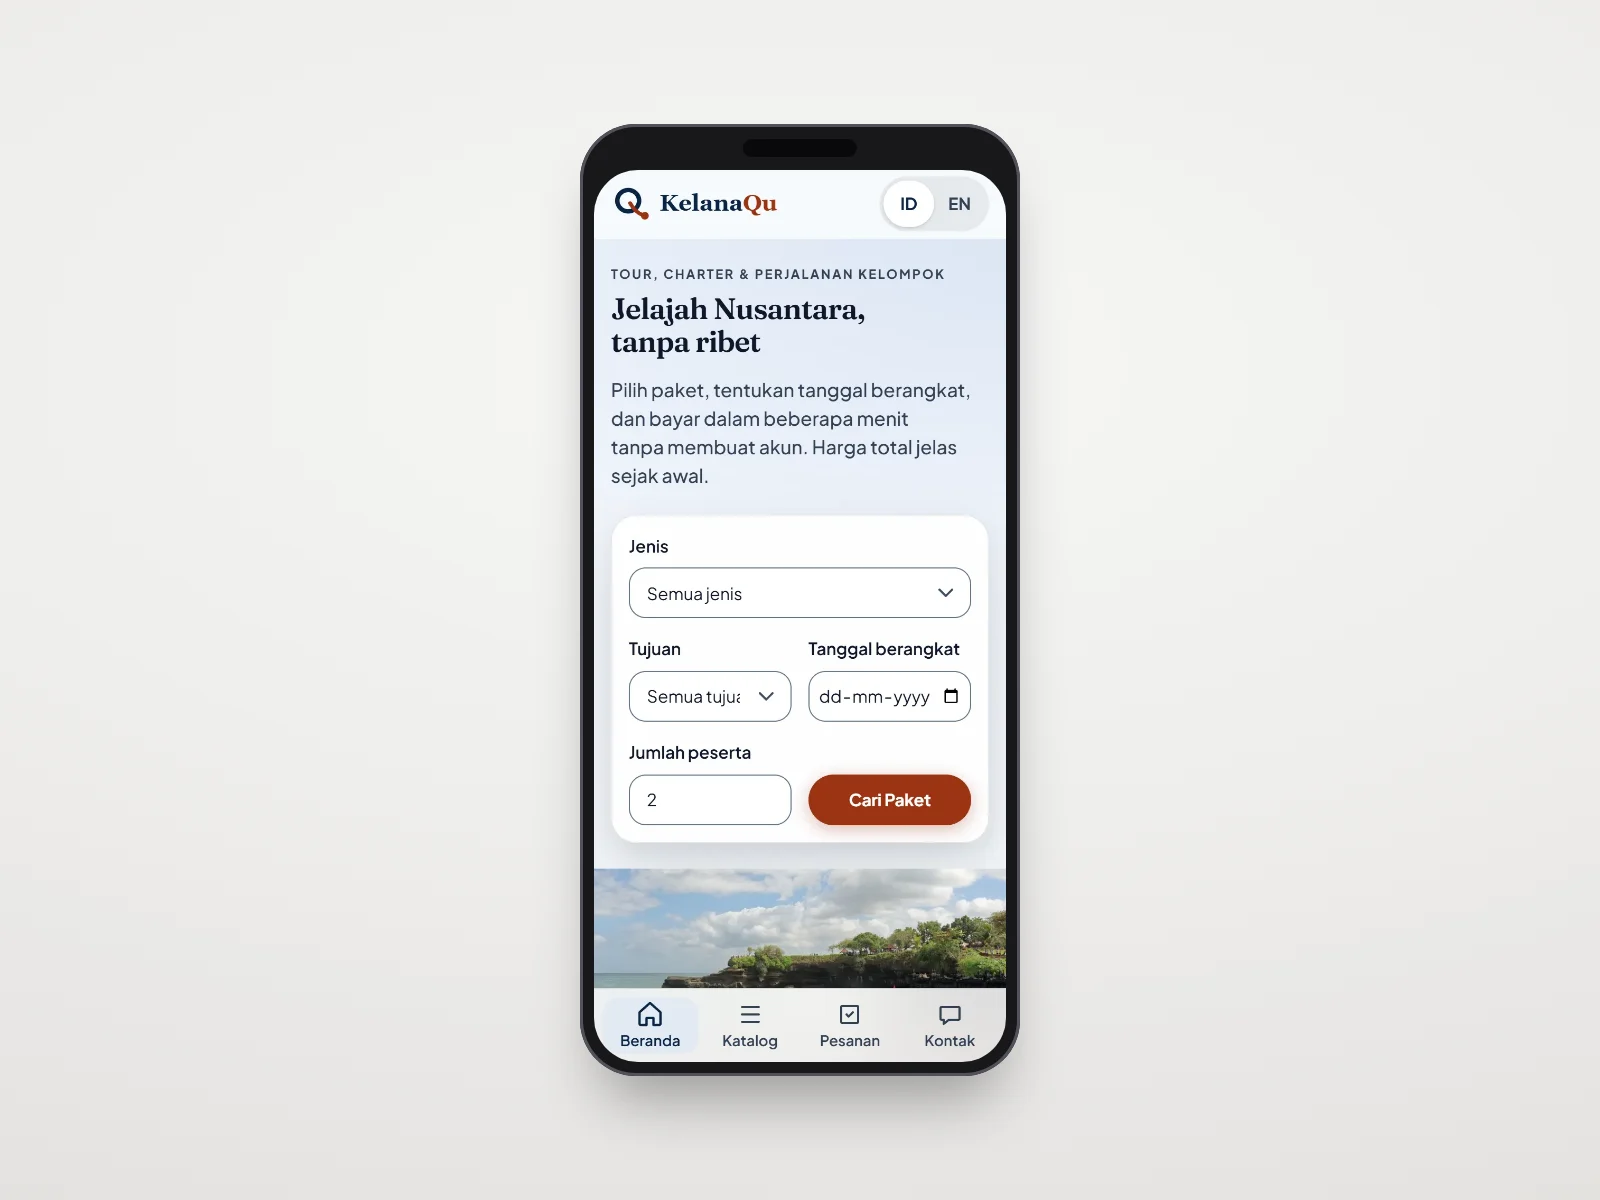 KelanaQu
ID EN
TOUR, CHARTER & PERJALANAN KELOMPOK
Jelajah Nusantara,
tanpa ribet
Pilih paket, tentukan tanggal berangkat,
dan bayar dalam beberapa menit
tanpa membuat akun. Harga total jelas
sejak awal.
Jenis
Semua jenis
Tujuan Tanggal berangkat
Semua tujua dd-mm-yyyy
Jumlah peserta
2 Cari Paket
Beranda Katalog Pesanan Kontak